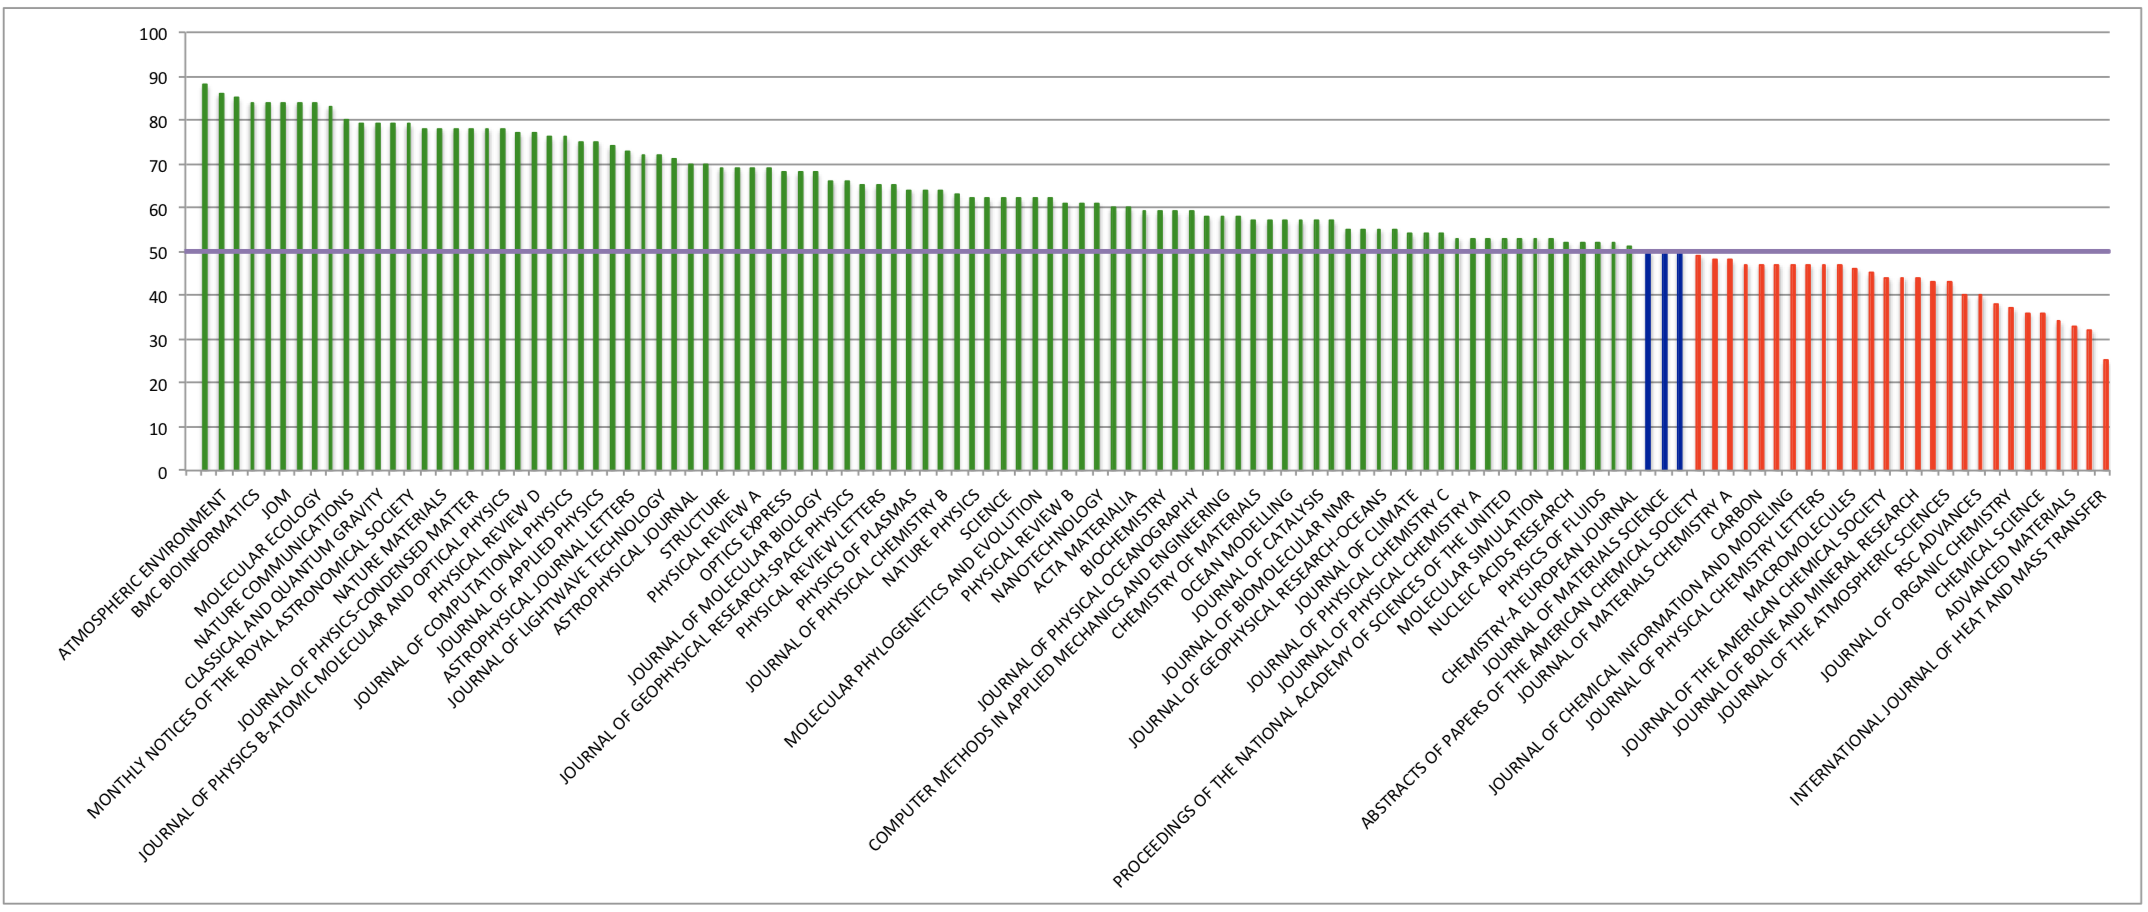 100
90
80
70
60
50
40
30
20
10
0
ATMOSPHERIC ENVIRONMENT
BMC BIOINFORMATICS
JOM
MOLECULAR ECOLOGY
NATURE COMMUNICATIONS
CLASSICAL AND QUANTUM GRAVITY
MONTHLY NOTICES OF THE ROYAL ASTRONOMICAL SOCIETY
NATURE MATERIALS
JOURNAL OF PHYSICS-CONDENSED MATTER
JOURNAL OF PHYSICS B-ATOMIC MOLECULAR AND OPTICAL PHYSICS
PHYSICAL REVIEW D
JOURNAL OF COMPUTATIONAL PHYSICS
JOURNAL OF APPLIED PHYSICS
ASTROPHYSICAL JOURNAL LETTERS
JOURNAL OF LIGHTWAVE TECHNOLOGY
ASTROPHYSICAL JOURNAL
STRUCTURE
PHYSICAL REVIEW A
OPTICS EXPRESS
JOURNAL OF MOLECULAR BIOLOGY
JOURNAL OF GEOPHYSICAL RESEARCH-SPACE PHYSICS
PHYSICAL REVIEW LETTERS
PHYSICS OF PLASMAS
JOURNAL OF PHYSICAL CHEMISTRY B
NATURE PHYSICS
SCIENCE
MOLECULAR PHYLOGENETICS AND EVOLUTION
PHYSICAL REVIEW B
NANOTECHNOLOGY
ACTA MATERIALIA
BIOCHEMISTRY
JOURNAL OF PHYSICAL OCEANOGRAPHY
COMPUTER METHODS IN APPLIED MECHANICS AND ENGINEERING
CHEMISTRY OF MATERIALS
OCEAN MODELLING
JOURNAL OF CATALYSIS
JOURNAL OF BIOMOLECULAR NMR
JOURNAL OF GEOPHYSICAL RESEARCH-OCEANS
JOURNAL OF CLIMATE
JOURNAL OF PHYSICAL CHEMISTRY C
JOURNAL OF PHYSICAL CHEMISTRY A
PROCEEDINGS OF THE NATIONAL ACADEMY OF SCIENCES OF THE UNITED
MOLECULAR SIMULATION
NUCLEIC ACIDS RESEARCH
PHYSICS OF FLUIDS
CHEMISTRY-A EUROPEAN JOURNAL
JOURNAL OF MATERIALS SCIENCE
ABSTRACTS OF PAPERS OF THE AMERICAN CHEMICAL SOCIETY
JOURNAL OF MATERIALS CHEMISTRY A
CARBON
JOURNAL OF CHEMICAL INFORMATION AND MODELING
JOURNAL OF PHYSICAL CHEMISTRY LETTERS
MACROMOLECULES
JOURNAL OF THE AMERICAN CHEMICAL SOCIETY
JOURNAL OF BONE AND MINERAL RESEARCH
JOURNAL OF THE ATMOSPHERIC SCIENCES
RSC ADVANCES
JOURNAL OF ORGANIC CHEMISTRY
CHEMICAL SCIENCE
ADVANCED MATERIALS
INTERNATIONAL JOURNAL OF HEAT AND MASS TRANSFER